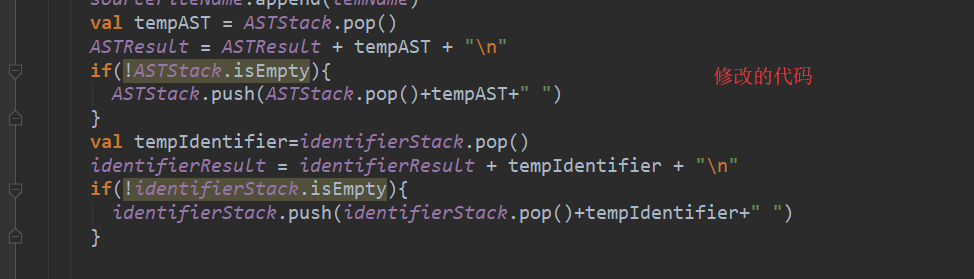 sourceFileName.append(temName)
val tempAST = ASTStack.pop()
ASTResult = ASTResult + tempAST + "\n"
if(!ASTStack.isEmpty){
修改的代码
ASTStack.push(ASTStack.pop()+tempAST+" ")
}
val tempIdentifier=identifierStack.pop()
identifierResult = identifierResult + tempIdentifier + "\n"
if(!identifierStack.isEmpty){
identifierStack.push(identifierStack.pop()+tempIdentifier+" ")
}